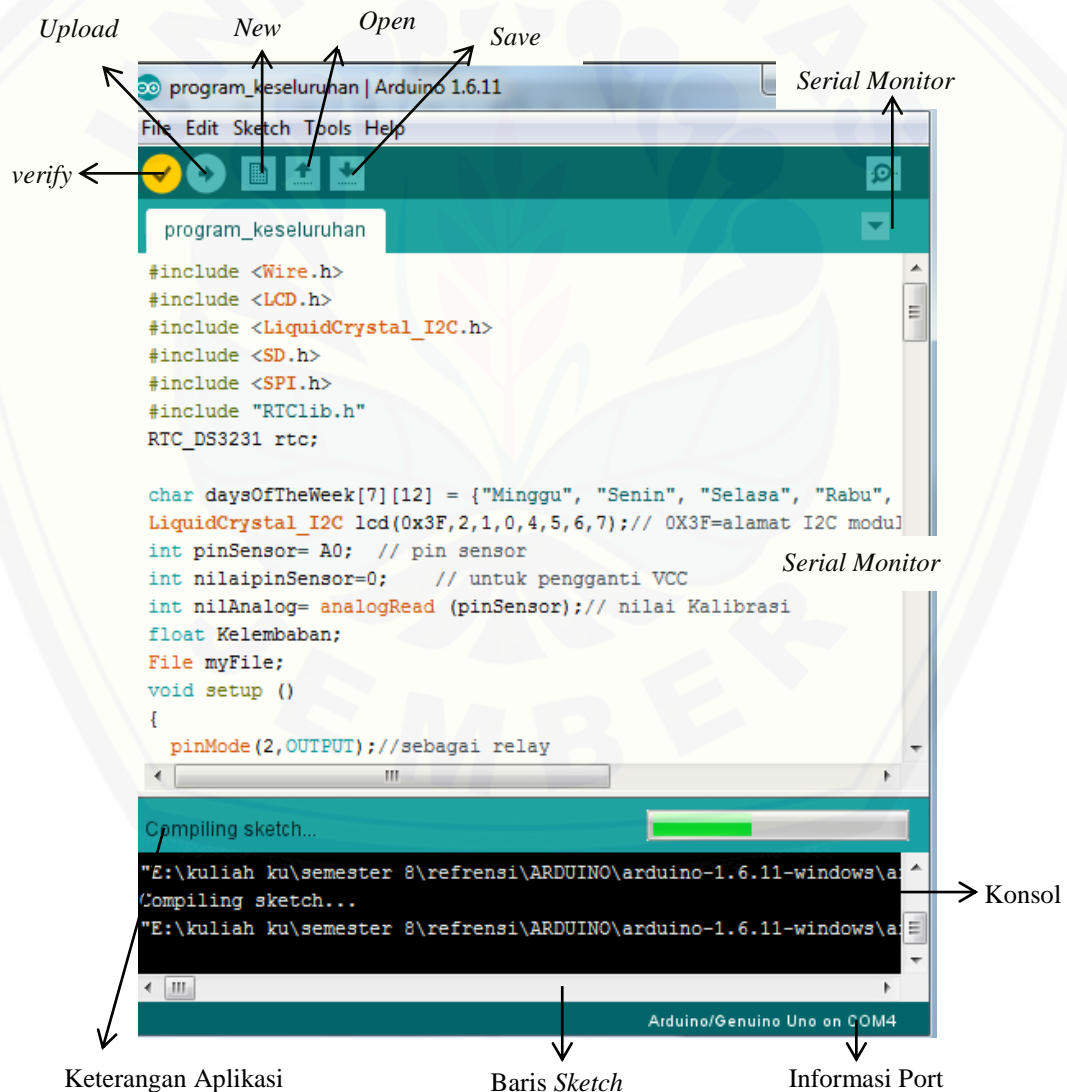 Upload New Open Save
Serial Monitor
program_keseluruhan | Arduino 1.6.11
File Edit Sketch Tools Help
verify
program_keseluruhan
#include <Wire.h>
#include <LCD.h>
#include <LiquidCrystal_I2C.h>
#include <SD.h>
#include <SPI.h>
#include "RTClib.h"
RTC_DS3231 rtc;
char daysOfTheWeek[7][12] = {"Minggu", "Senin", "Selasa", "Rabu",
LiquidCrystal_I2C lcd(0x3F,2,1,0,4,5,6,7);// 0X3F=alamat I2C modul
int pinSensor= A0;  // pin sensor
Serial Monitor
int nilaipinSensor=0;    // untuk pengganti VCC
int nilAnalog= analogRead (pinSensor);// nilai Kalibrasi
float Kelembaban;
File myFile;
void setup ()
{
pinMode(2,OUTPUT);//sebagai relay
Compiling sketch...
"E:\kuliah ku\semester 8\refrensi\ARDUINO\arduino-1.6.11-windows\a
Compiling sketch...
Konsol
"E:\kuliah ku\semester 8\refrensi\ARDUINO\arduino-1.6.11-windows\a
Arduino/Genuino Uno on COM4
Keterangan Aplikasi Baris Sketch Informasi Port